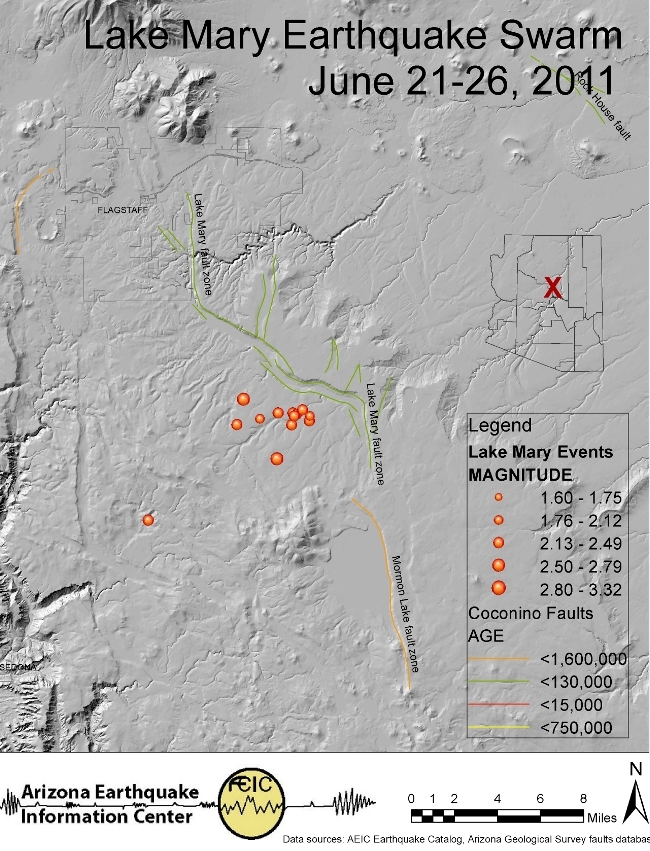 Lake Mary Earthquake Swarm
June 21-26, 2011
Rock House fault
FLAGSTAFF
Lake Mary fault zone
X
Lake Mary fault zone
Mormon Lake fault zone
SEDONA
Legend
Lake Mary Events
MAGNITUDE
1.60 - 1.75
1.76 - 2.12
2.13 - 2.49
2.50 - 2.79
2.80 - 3.32
Coconino Faults
AGE
<1,600,000
<130,000
<15,000
<750,000
Arizona Earthquake
Information Center
ÆIC
0 1 2 4 6 8
Miles
N
Data sources: AEIC Earthquake Catalog, Arizona Geological Survey faults databas